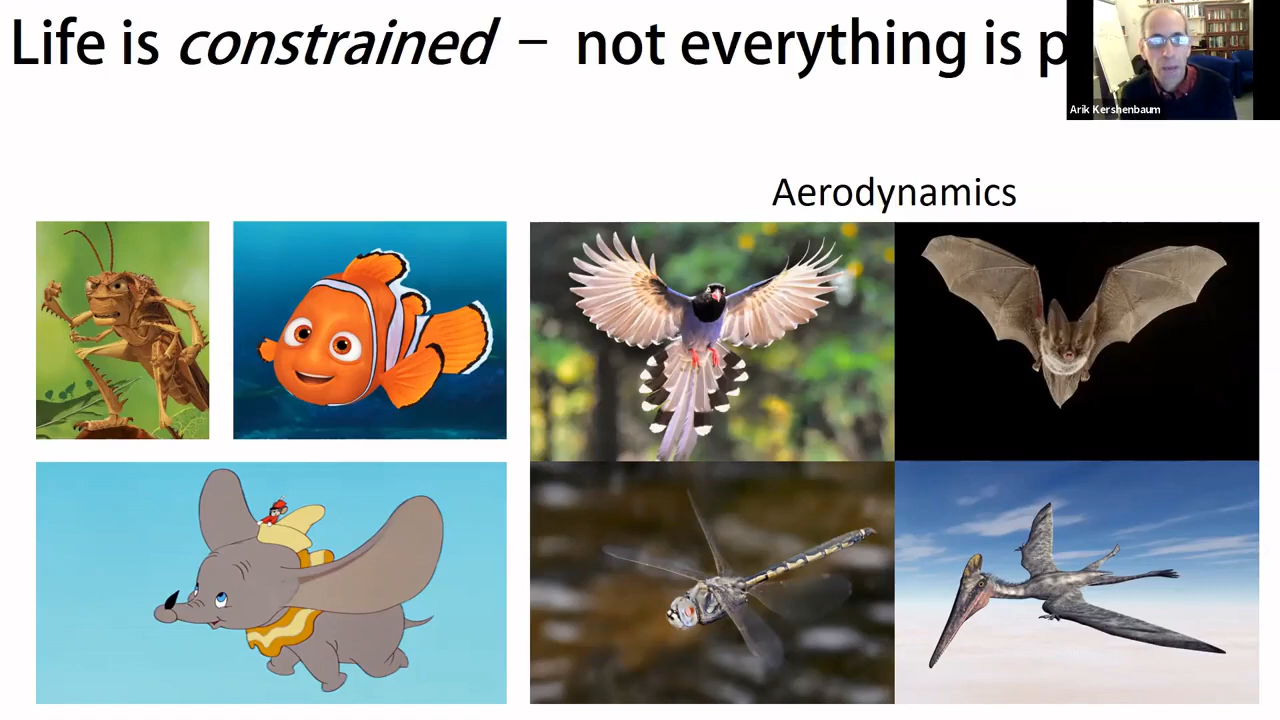 Life is constrained – not everything is p
Arik Kershenbaum
Aerodynamics